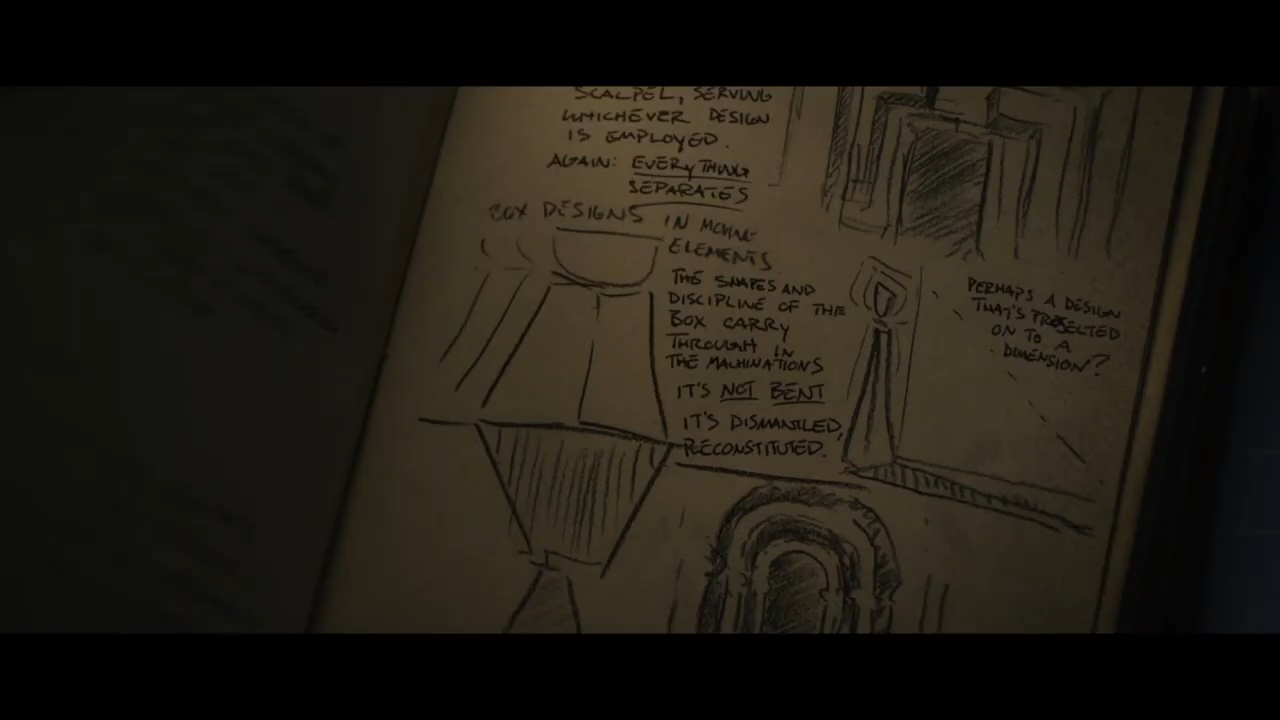 SCALPEL, SERVING
WHICHEVER DESIGN
IS EMPLOYED.
AGAIN: EVERYTHING
SEPARATES
BOX DESIGNS IN MOVING
ELEMENTS
THE SHAPES AND
DISCIPLINE OF THE
BOX CARRY
THROUGH IN
THE MACHINATIONS
IT'S NOT BENT
IT'S DISMANTLED,
RECONSTITUTED.
PERHAPS A DESIGN
THAT'S PROJECTED
ON TO A
DIMENSION?